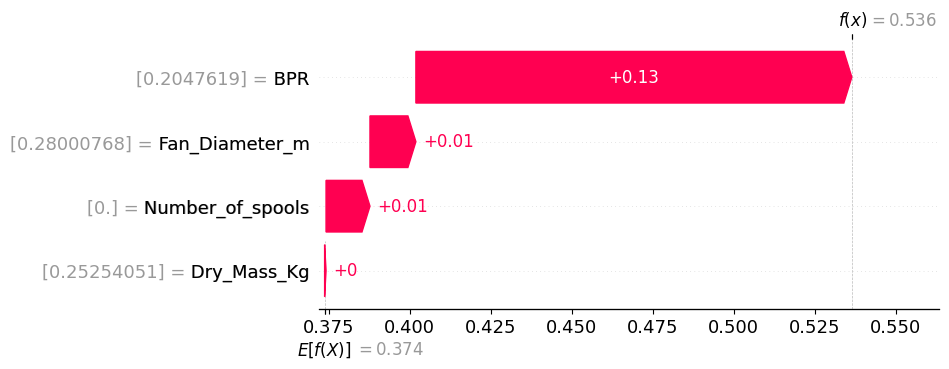 f(x) = 0.536
[0.2047619] = BPR
+0.13
[0.28000768] = Fan_Diameter_m
+0.01
[0.] = Number_of_spools
+0.01
[0.25254051] = Dry_Mass_Kg
+0
0.375 0.400 0.425 0.450 0.475 0.500 0.525 0.550
E[f(X)] = 0.374